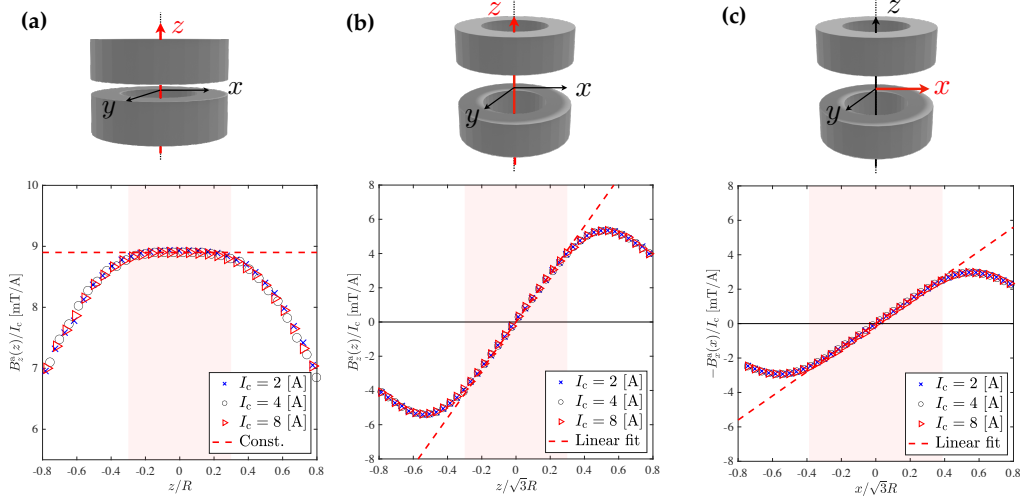 (a)
z
x
y
10
9
8
7
6
B_z^a(z)/I_c [mT/A]
I_c = 2 [A]
I_c = 4 [A]
I_c = 8 [A]
Const.
-0.8 -0.6 -0.4 -0.2 0 0.2 0.4 0.6 0.8
z/R
(b)
z
x
y
8
6
4
2
0
-2
-4
-6
-8
B_z^a(z)/I_c [mT/A]
I_c = 2 [A]
I_c = 4 [A]
I_c = 8 [A]
Linear fit
-0.8 -0.6 -0.4 -0.2 0 0.2 0.4 0.6 0.8
z/√3R
(c)
z
x
y
8
6
4
2
0
-2
-4
-6
-8
−B_x^a(x)/I_c [mT/A]
I_c = 2 [A]
I_c = 4 [A]
I_c = 8 [A]
Linear fit
-0.8 -0.6 -0.4 -0.2 0 0.2 0.4 0.6 0.8
x/√3R